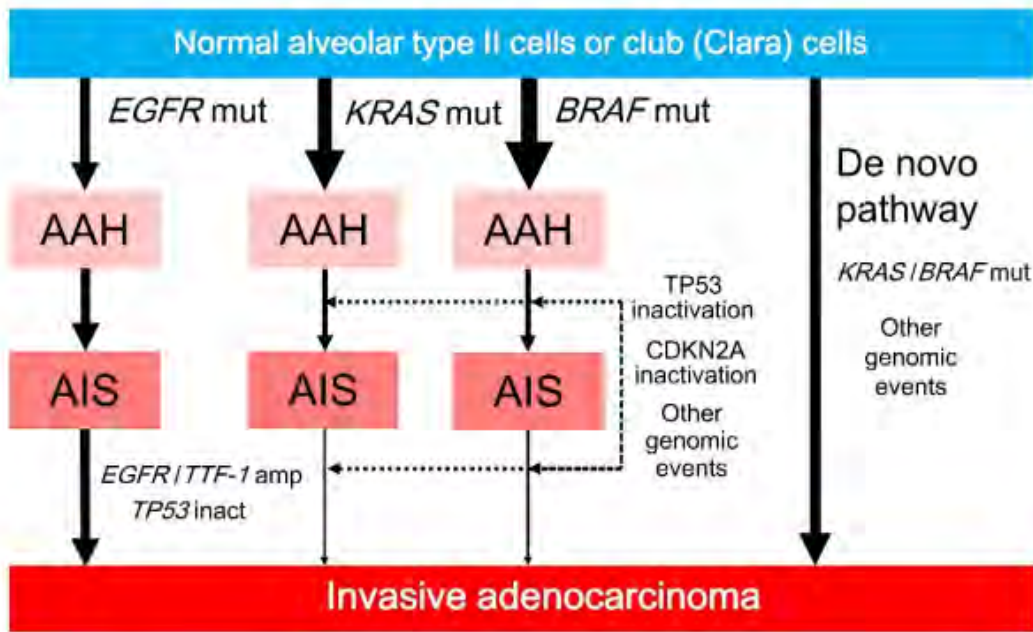 Normal alveolar type II cells or club (Clara) cells
EGFR mut
KRAS mut
BRAF mut
De novo
pathway
AAH
AAH
AAH
KRAS / BRAF mut
TP53
inactivation
Other
genomic
events
CDKN2A
inactivation
AIS
AIS
AIS
Other
genomic
events
EGFR / TTF-1 amp
TP53 inact
Invasive adenocarcinoma